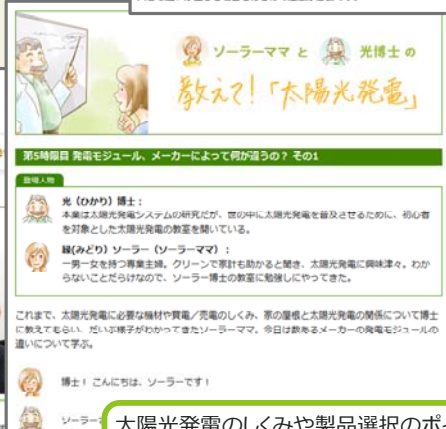 ソーラーママ と 光博士 の
教えて!「太陽光発電」
第5時限目 発電モジュール、メーカーによって何が違うの? その1
登場人物
光(ひかり)博士:
本業は太陽光発電システムの研究だが、世の中に太陽光発電を普及させるために、初心者
を対象とした太陽光発電の教室を開いている。
緑(みどり)ソーラー(ソーラーママ):
一男一女を持つ専業主婦。クリーンで家計も助かると聞き、太陽光発電に興味津々。わか
らないことだらけなので、ソーラー博士の教室に勉強しにやってきた。
これまで、太陽光発電に必要な機材や買電/売電のしくみ、家の屋根と太陽光発電の関係について博士
に教えてもらい、だいぶ様子がわかってきたソーラーママ。今日は数あるメーカーの発電モジュールの
違いについて学ぶ。
博士! こんにちは、ソーラーです!
ソーラー
太陽光発電のしくみや製品選択のポ